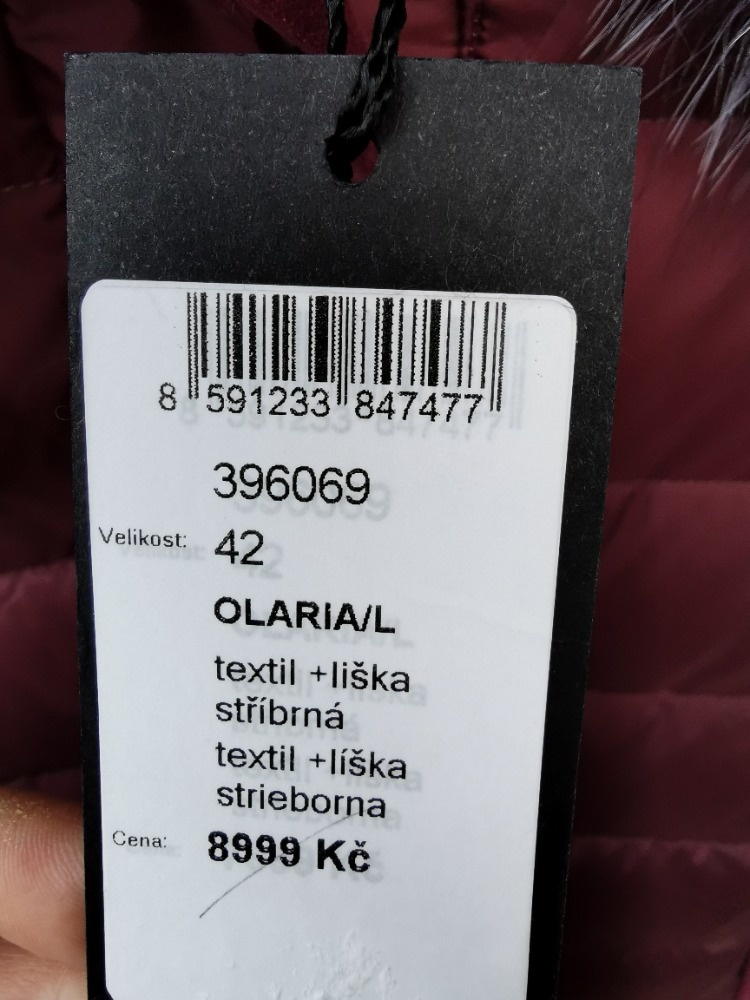 8 591233 847477
396069
Velikost: 42
OLARIA/L
textil +liška
stříbrná
textil +líška
strieborna
Cena: 8999 Kč